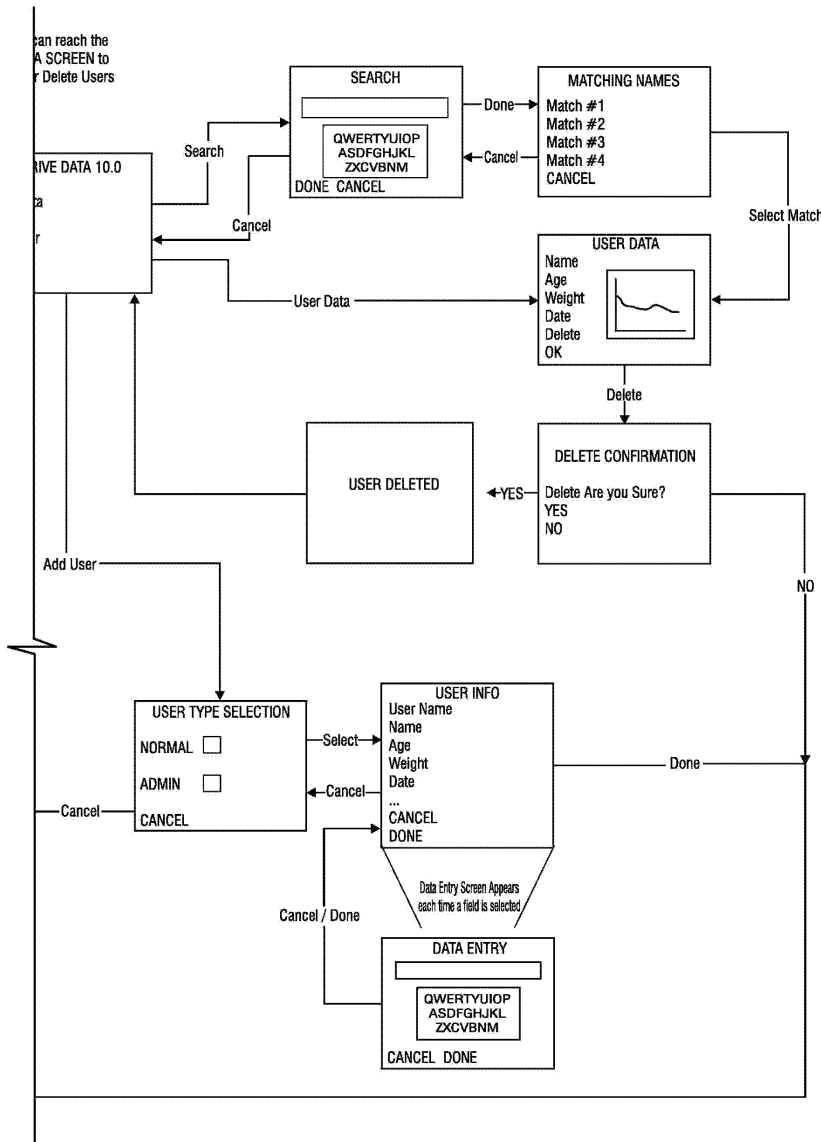 can reach the
A SCREEN to
r Delete Users
SEARCH
QWERTYUIOP
ASDFGHJKL
ZXCVBNM
DONE CANCEL
Done
Cancel
MATCHING NAMES
Match #1
Match #2
Match #3
Match #4
CANCEL
Search
Cancel
RIVE DATA 10.0
ta
r
Select Match
User Data
USER DATA
Name
Age
Weight
Date
Delete
OK
Delete
USER DELETED
YES
DELETE CONFIRMATION
Delete Are you Sure?
YES
NO
NO
Add User
USER TYPE SELECTION
NORMAL
ADMIN
CANCEL
Cancel
Select
Cancel
USER INFO
User Name
Name
Age
Weight
Date
...
CANCEL
DONE
Done
Cancel / Done
Data Entry Screen Appears
each time a field is selected
DATA ENTRY
QWERTYUIOP
ASDFGHJKL
ZXCVBNM
CANCEL DONE